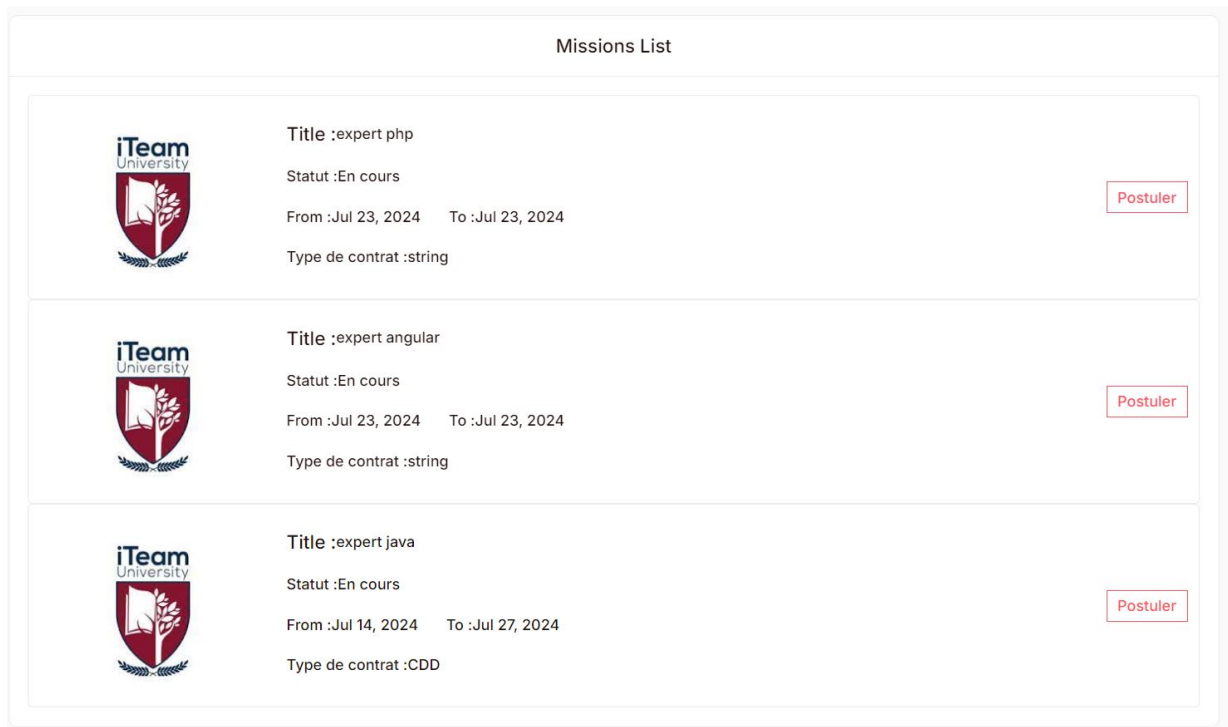 Missions List
iTeam
University
Title :expert php
Statut :En cours
From :Jul 23, 2024 To :Jul 23, 2024
Type de contrat :string
Postuler
iTeam
University
Title :expert angular
Statut :En cours
From :Jul 23, 2024 To :Jul 23, 2024
Type de contrat :string
Postuler
iTeam
University
Title :expert java
Statut :En cours
From :Jul 14, 2024 To :Jul 27, 2024
Type de contrat :CDD
Postuler